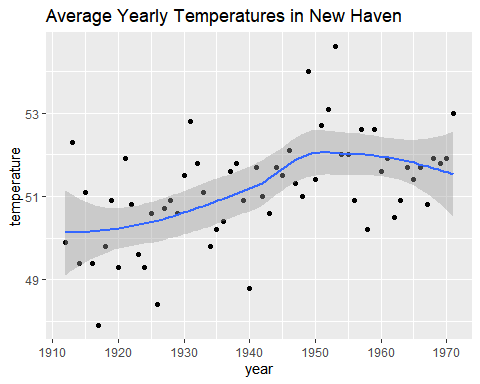 Average Yearly Temperatures in New Haven
temperature
53
51
49
1910 1920 1930 1940 1950 1960 1970
year